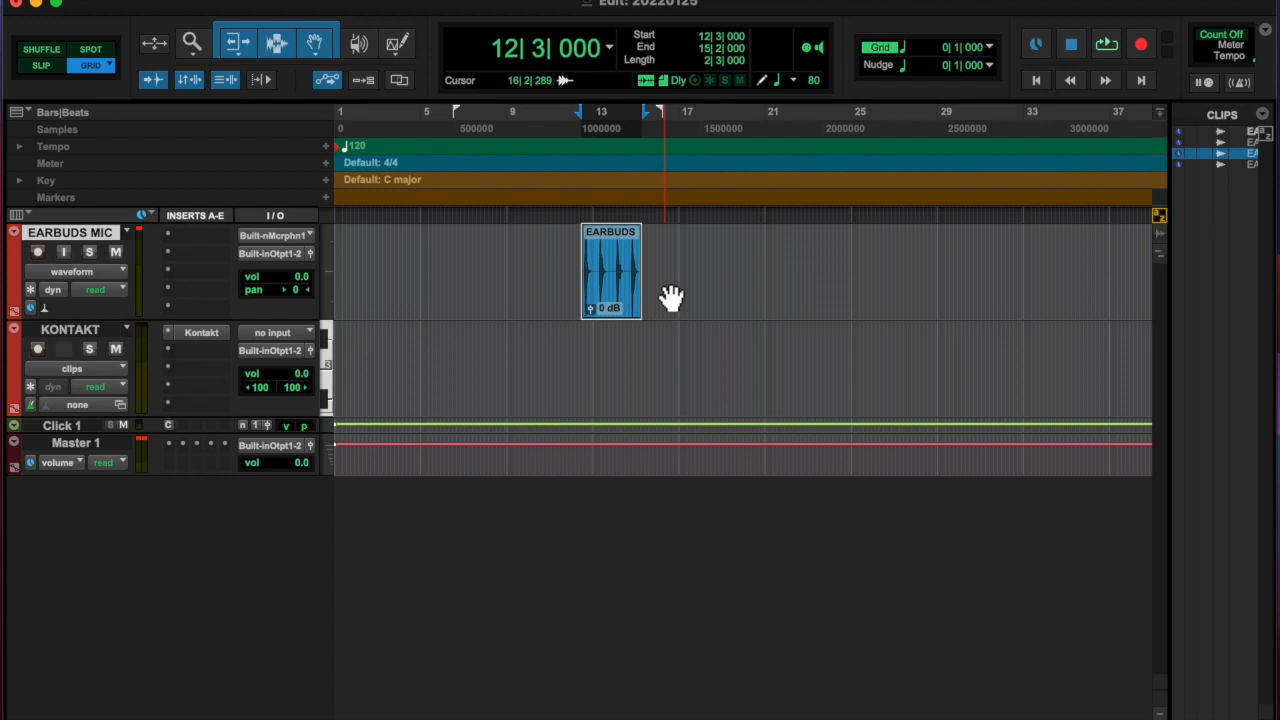 Edit: 20220125
SHUFFLE SPOT
SLIP GRID
12| 3| 000
Start 12| 3| 000
End 15| 2| 000
Length 2| 3| 000
Cursor 16| 2| 289
Dly S M 80
Grid 0| 1| 000
Nudge 0| 1| 000
Count Off
Meter
Tempo
Bars|Beats
1 5 9 13 17 21 25 29 33 37
Samples
0 500000 1000000 1500000 2000000 2500000 3000000
Tempo
120
Meter
Default: 4/4
Key
Default: C major
Markers
CLIPS
INSERTS A-E I / O
EARBUDS MIC
I S M
waveform
dyn read
Built-nMcrphn1
Built-inOtpt1-2
vol 0.0
pan 0
EARBUDS
0 dB
KONTAKT
S M
clips
dyn read
none
Kontakt
no input
Built-inOtpt1-2
vol 0.0
100 100
Click 1 S M
C
n 1 v p
Master 1
volume read
Built-inOtpt1-2
vol 0.0